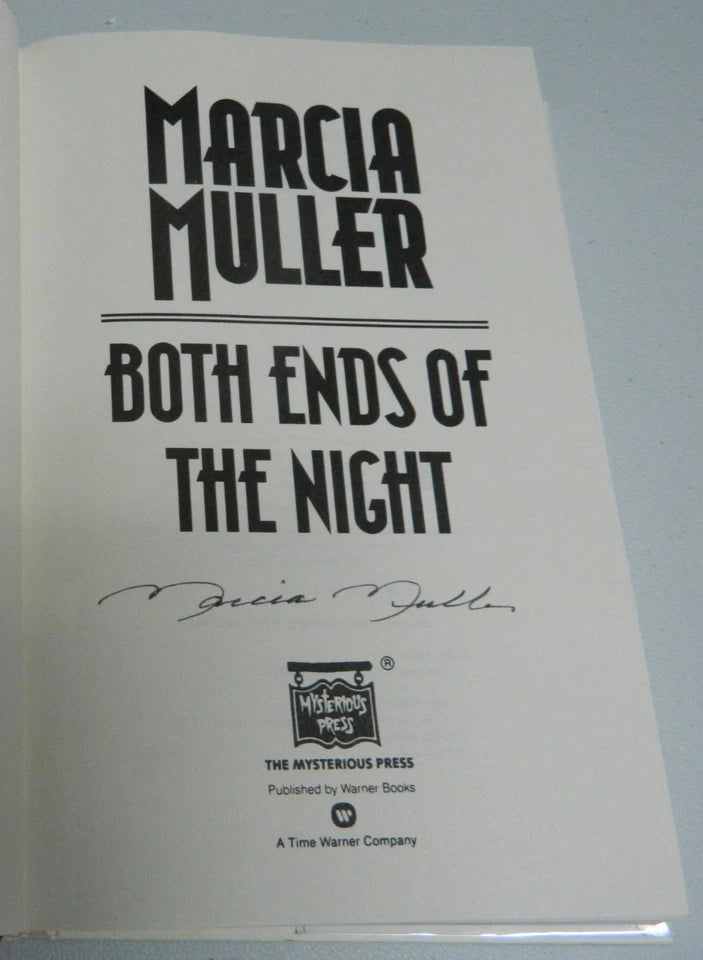 MARCIA
MULLER
BOTH ENDS OF
THE NIGHT
Marcia Muller
®
MYSTERIOUS
PRESS
THE MYSTERIOUS PRESS
Published by Warner Books
A Time Warner Company